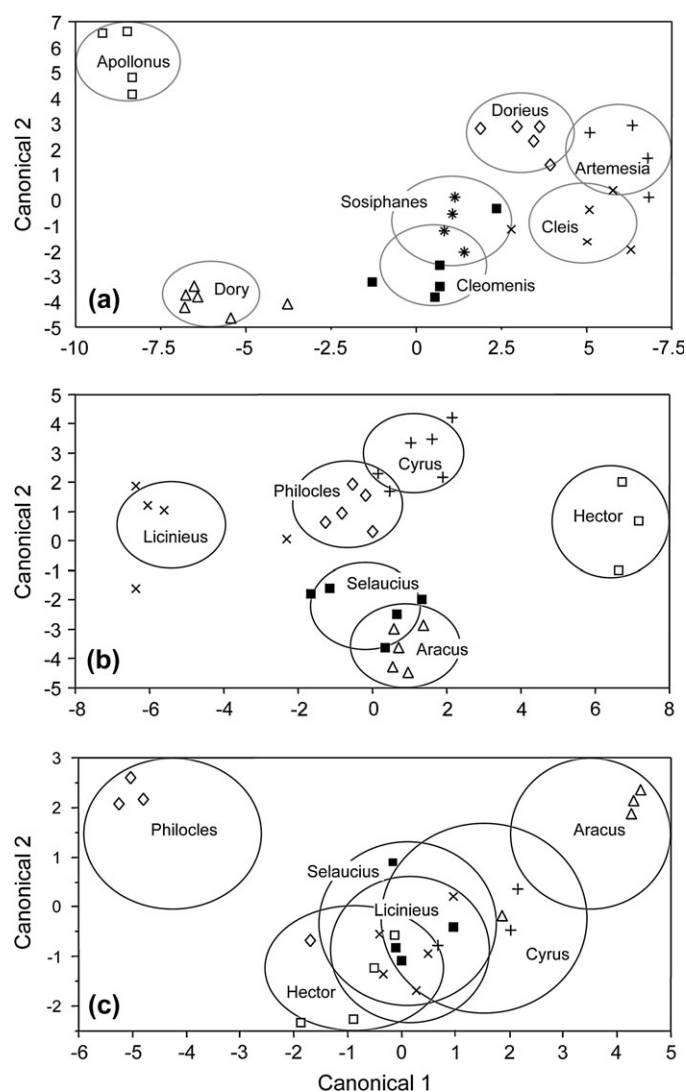 7
6
5
4
3
2
1
0
-1
-2
-3
-4
-5
Canonical 2
Apollonus
Dorieus
Artemesia
Sosiphanes
Cleis
Cleomenis
Dory
(a)
-10 -7.5 -5 -2.5 0 2.5 5 -7.5
5
4
3
2
1
0
-1
-2
-3
-4
-5
Canonical 2
Cyrus
Philocles
Hector
Licinieus
Selaucius
Aracus
(b)
-8 -6 -4 -2 0 2 4 6 8
3
2
1
0
-1
-2
Canonical 2
Philocles
Aracus
Selaucius
Licinieus
Cyrus
Hector
(c)
-6 -5 -4 -3 -2 -1 0 1 2 3 4 5
Canonical 1